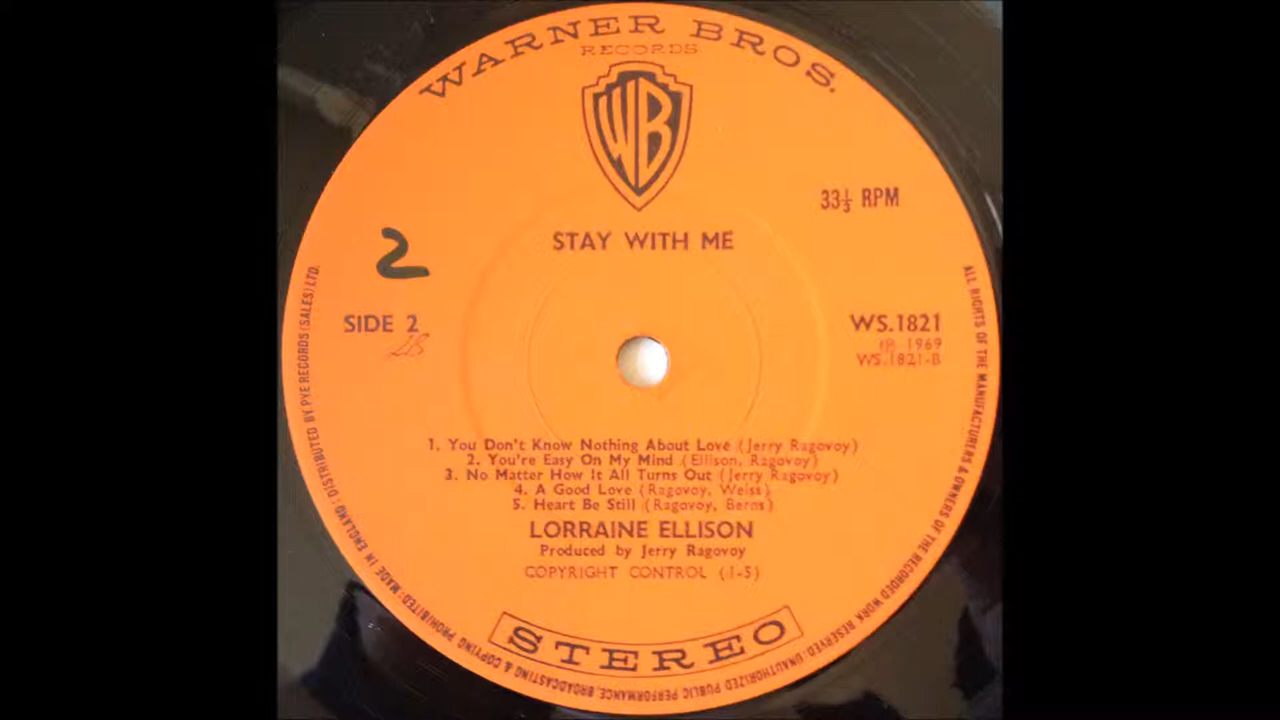 WARNER BROS.
RECORDS
WB
33⅓ RPM
STAY WITH ME
2
SIDE 2
WS.1821
℗ 1969
WS.1821-B
1. You Don't Know Nothing About Love (Jerry Ragovoy)
2. You're Easy On My Mind (Ellison, Ragovoy)
3. No Matter How It All Turns Out (Jerry Ragovoy)
4. A Good Love (Ragovoy, Weiss)
5. Heart Be Still (Ragovoy, Berns)
LORRAINE ELLISON
Produced by Jerry Ragovoy
COPYRIGHT CONTROL (1-5)
STEREO
ALL RIGHTS OF THE MANUFACTURERS & OWNERS OF THE RECORDED WORK RESERVED: UNAUTHORIZED PUBLIC PERFORMANCE, BROADCASTING & COPYING PROHIBITED: MADE IN ENGLAND: DISTRIBUTED BY PYE RECORDS (SALES) LTD.